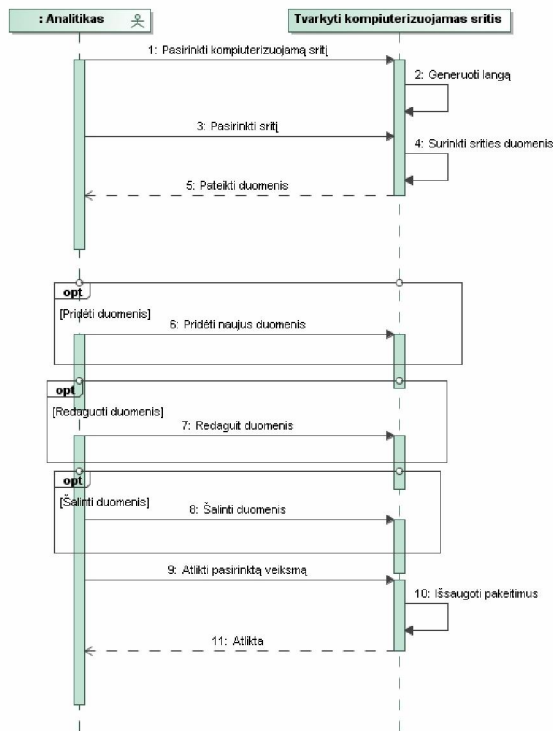 : Analitikas
Tvarkyti kompiuterizuojamas sritis
1: Pasirinkti kompiuterizuojamą sritį
2: Generuoti langą
3: Pasirinkti sritį
4: Surinkti srities duomenis
5: Pateikti duomenis
opt
[Pridėti duomenis]
6: Pridėti naujus duomenis
opt
[Redaguoti duomenis]
7: Redaguit duomenis
opt
[Šalinti duomenis]
8: Šalinti duomenis
9: Atlikti pasirinktą veiksmą
10: Išsaugoti pakeitimus
11: Atlikta